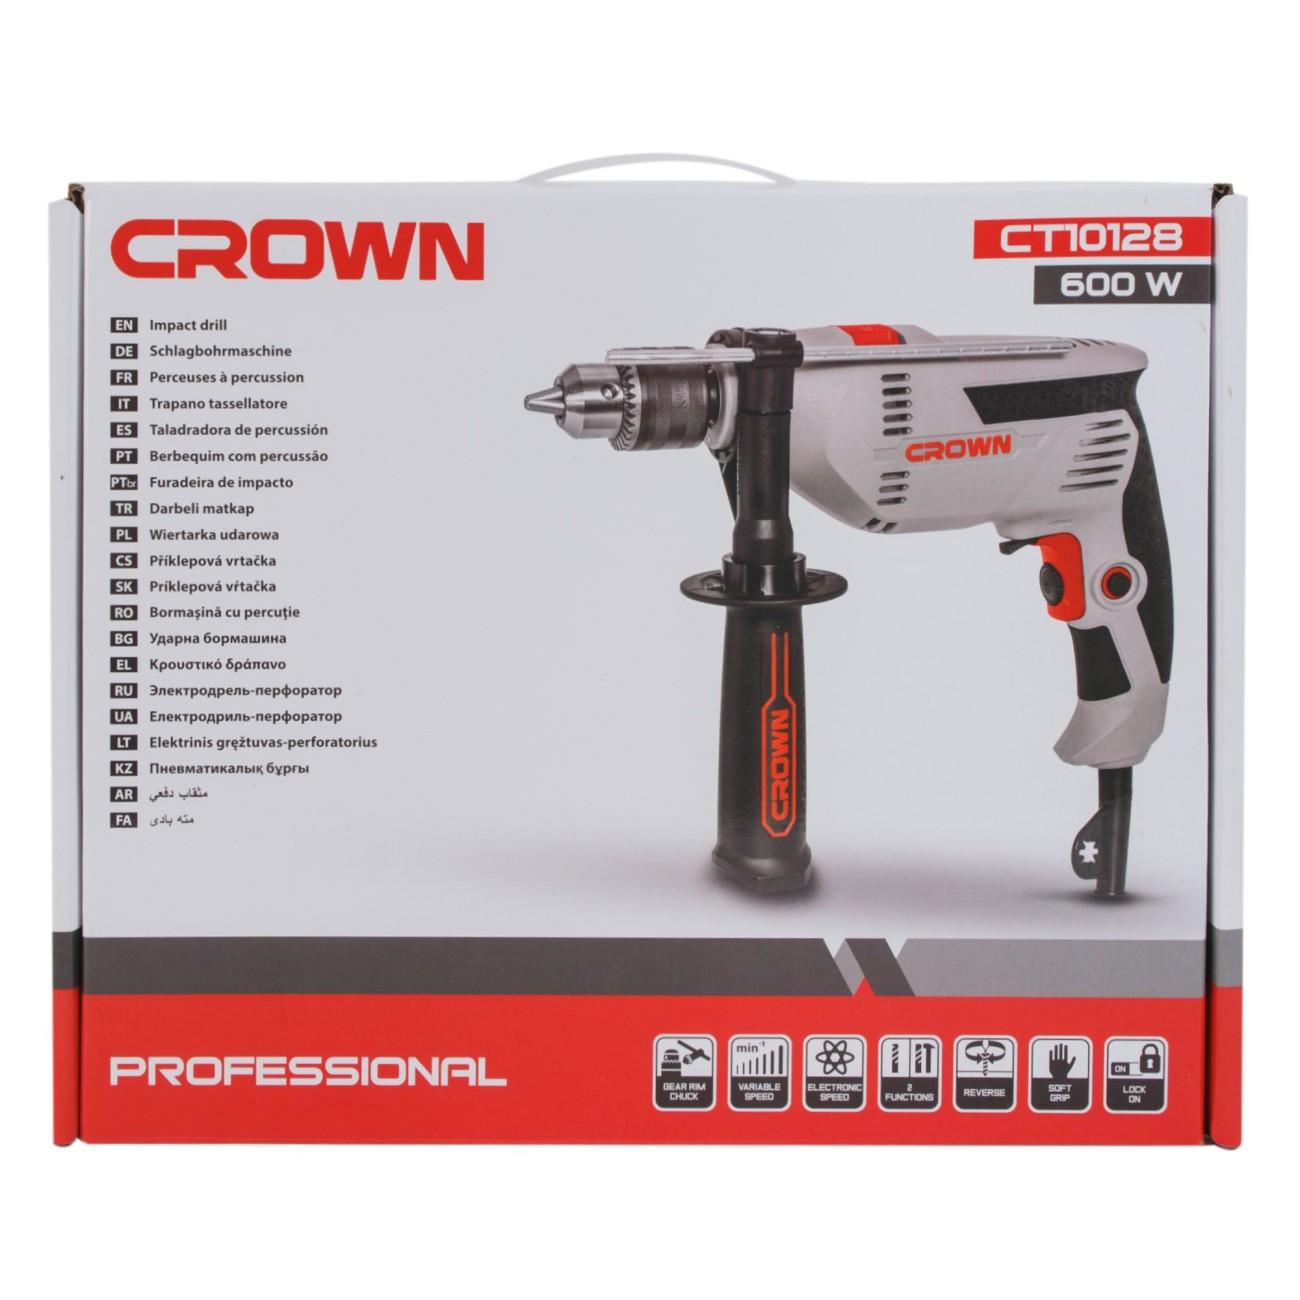 CROWN
CT10128
600 W
EN Impact drill
DE Schlagbohrmaschine
FR Perceuses à percussion
IT Trapano tassellatore
ES Taladradora de percusión
PT Berbequim com percussão
PTbr Furadeira de impacto
TR Darbeli matkap
PL Wiertarka udarowa
CS Příklepová vrtačka
SK Príklepová vŕtačka
RO Bormașină cu percuție
BG Ударна бормашина
EL Κρουστικό δράπανο
RU Электродрель-перфоратор
UA Електродриль-перфоратор
LT Elektrinis gręžtuvas-perforatorius
KZ Пневматикалық бұрғы
AR مثقاب دفعي
FA مته بادی
CROWN
CROWN
PROFESSIONAL
GEAR RIM
CHUCK
min⁻¹
VARIABLE
SPEED
ELECTRONIC
SPEED
2
FUNCTIONS
REVERSE
SOFT
GRIP
ON
LOCK
ON